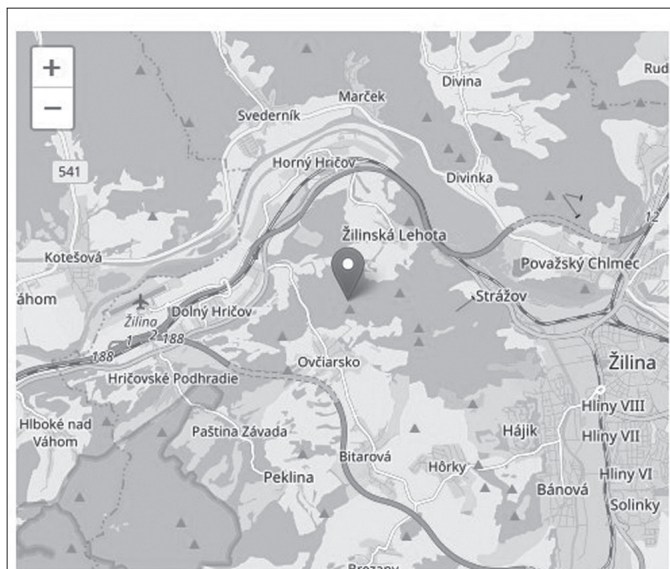 +
−
Divina
Rud
Marček
Svederník
Horný Hričov
541
Divinka
12
Žilinská Lehota
Kotešová
Považský Chlmec
áhom
Strážov
Žilina
Dolný Hričov
1
2
188
188
Ovčiarsko
Žilina
Hričovské Podhradie
Hliny VIII
Hlboké nad
Váhom
Paština Závada
Hájik
Hliny VII
Bitarová
Hôrky
Peklina
Hliny VI
Bánová
Solinky
Brezany